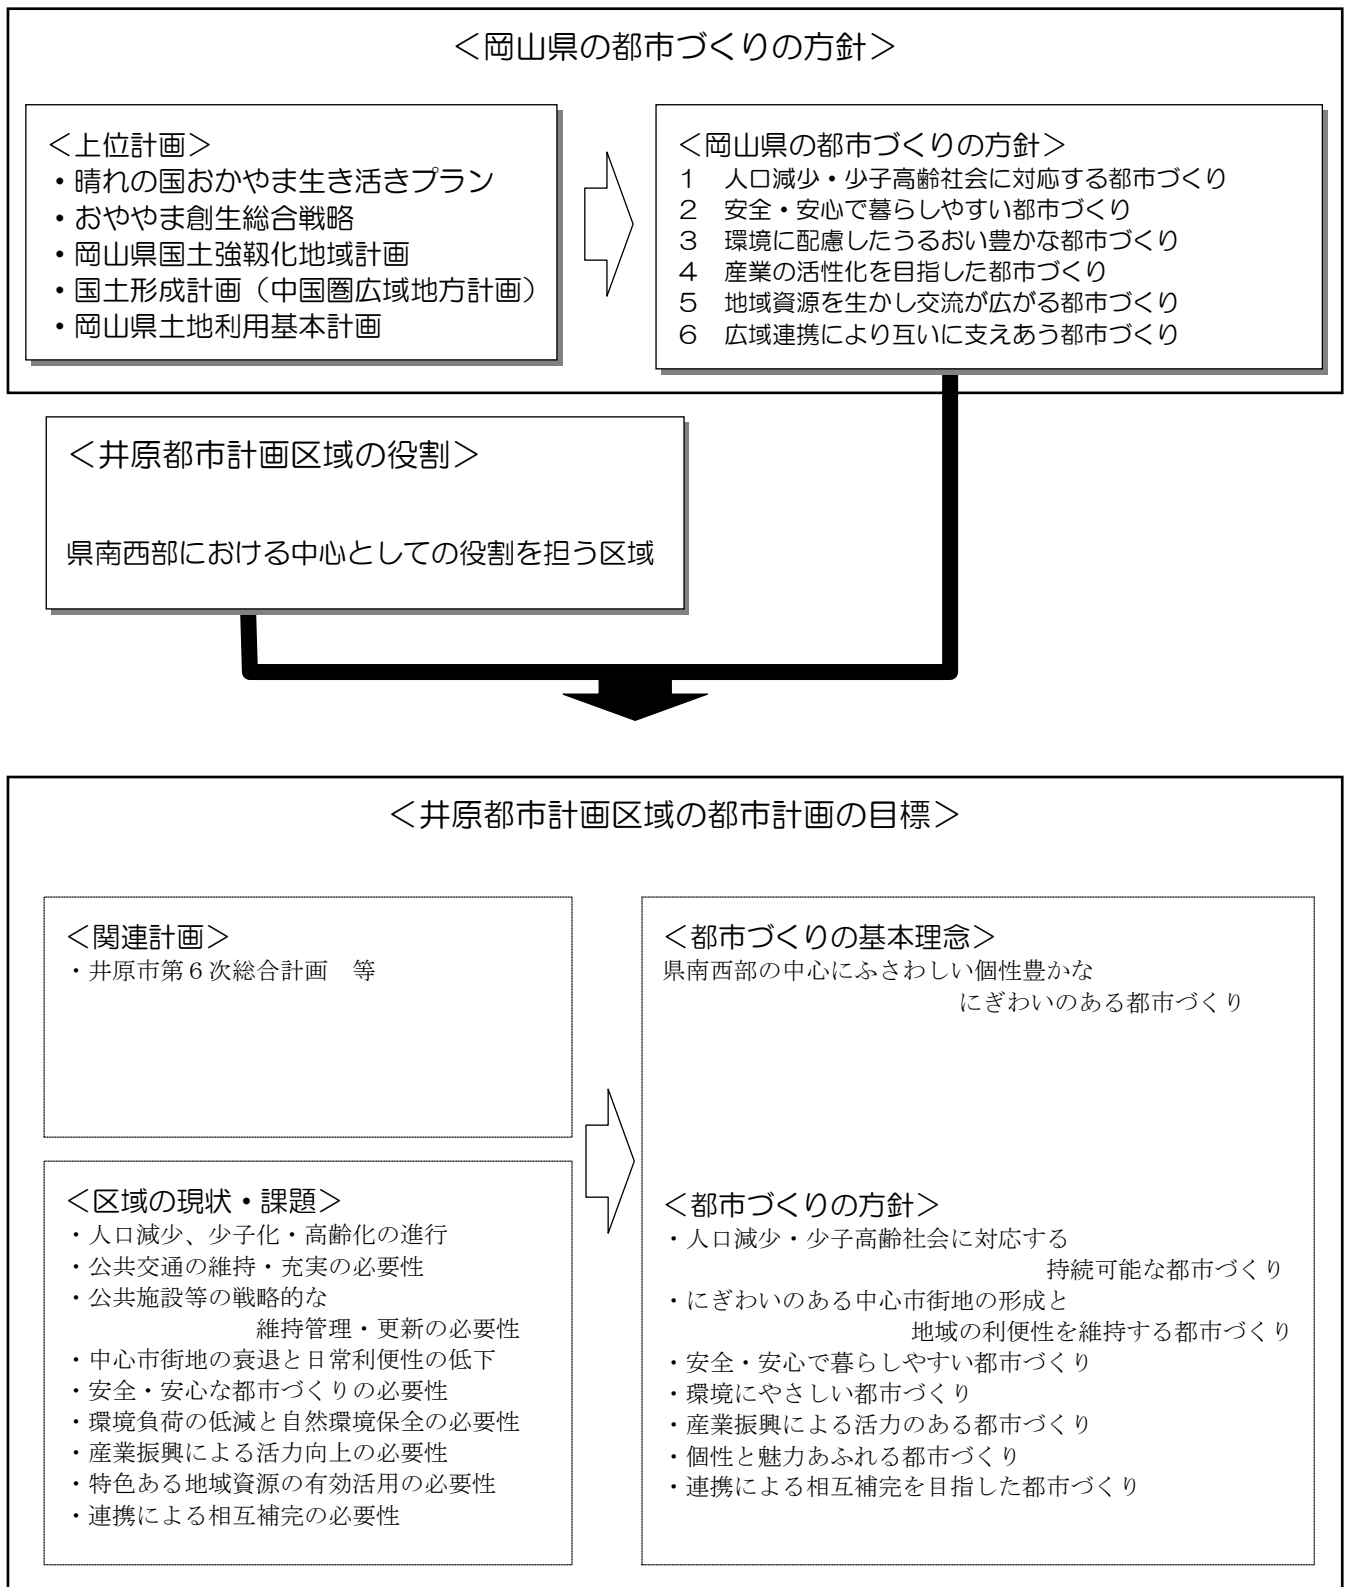 ＜岡山県の都市づくりの方針＞
＜上位計画＞
・晴れの国おかやま生き活きプラン
・おややま創生総合戦略
・岡山県国土強靱化地域計画
・国土形成計画（中国圏広域地方計画）
・岡山県土地利用基本計画
＜岡山県の都市づくりの方針＞
１　人口減少・少子高齢社会に対応する都市づくり
２　安全・安心で暮らしやすい都市づくり
３　環境に配慮したうるおい豊かな都市づくり
４　産業の活性化を目指した都市づくり
５　地域資源を生かし交流が広がる都市づくり
６　広域連携により互いに支えあう都市づくり
＜井原都市計画区域の役割＞
県南西部における中心としての役割を担う区域
＜井原都市計画区域の都市計画の目標＞
＜関連計画＞
・井原市第６次総合計画　等
＜区域の現状・課題＞
・人口減少、少子化・高齢化の進行
・公共交通の維持・充実の必要性
・公共施設等の戦略的な
維持管理・更新の必要性
・中心市街地の衰退と日常利便性の低下
・安全・安心な都市づくりの必要性
・環境負荷の低減と自然環境保全の必要性
・産業振興による活力向上の必要性
・特色ある地域資源の有効活用の必要性
・連携による相互補完の必要性
＜都市づくりの基本理念＞
県南西部の中心にふさわしい個性豊かな
にぎわいのある都市づくり
＜都市づくりの方針＞
・人口減少・少子高齢社会に対応する
持続可能な都市づくり
・にぎわいのある中心市街地の形成と
地域の利便性を維持する都市づくり
・安全・安心で暮らしやすい都市づくり
・環境にやさしい都市づくり
・産業振興による活力のある都市づくり
・個性と魅力あふれる都市づくり
・連携による相互補完を目指した都市づくり